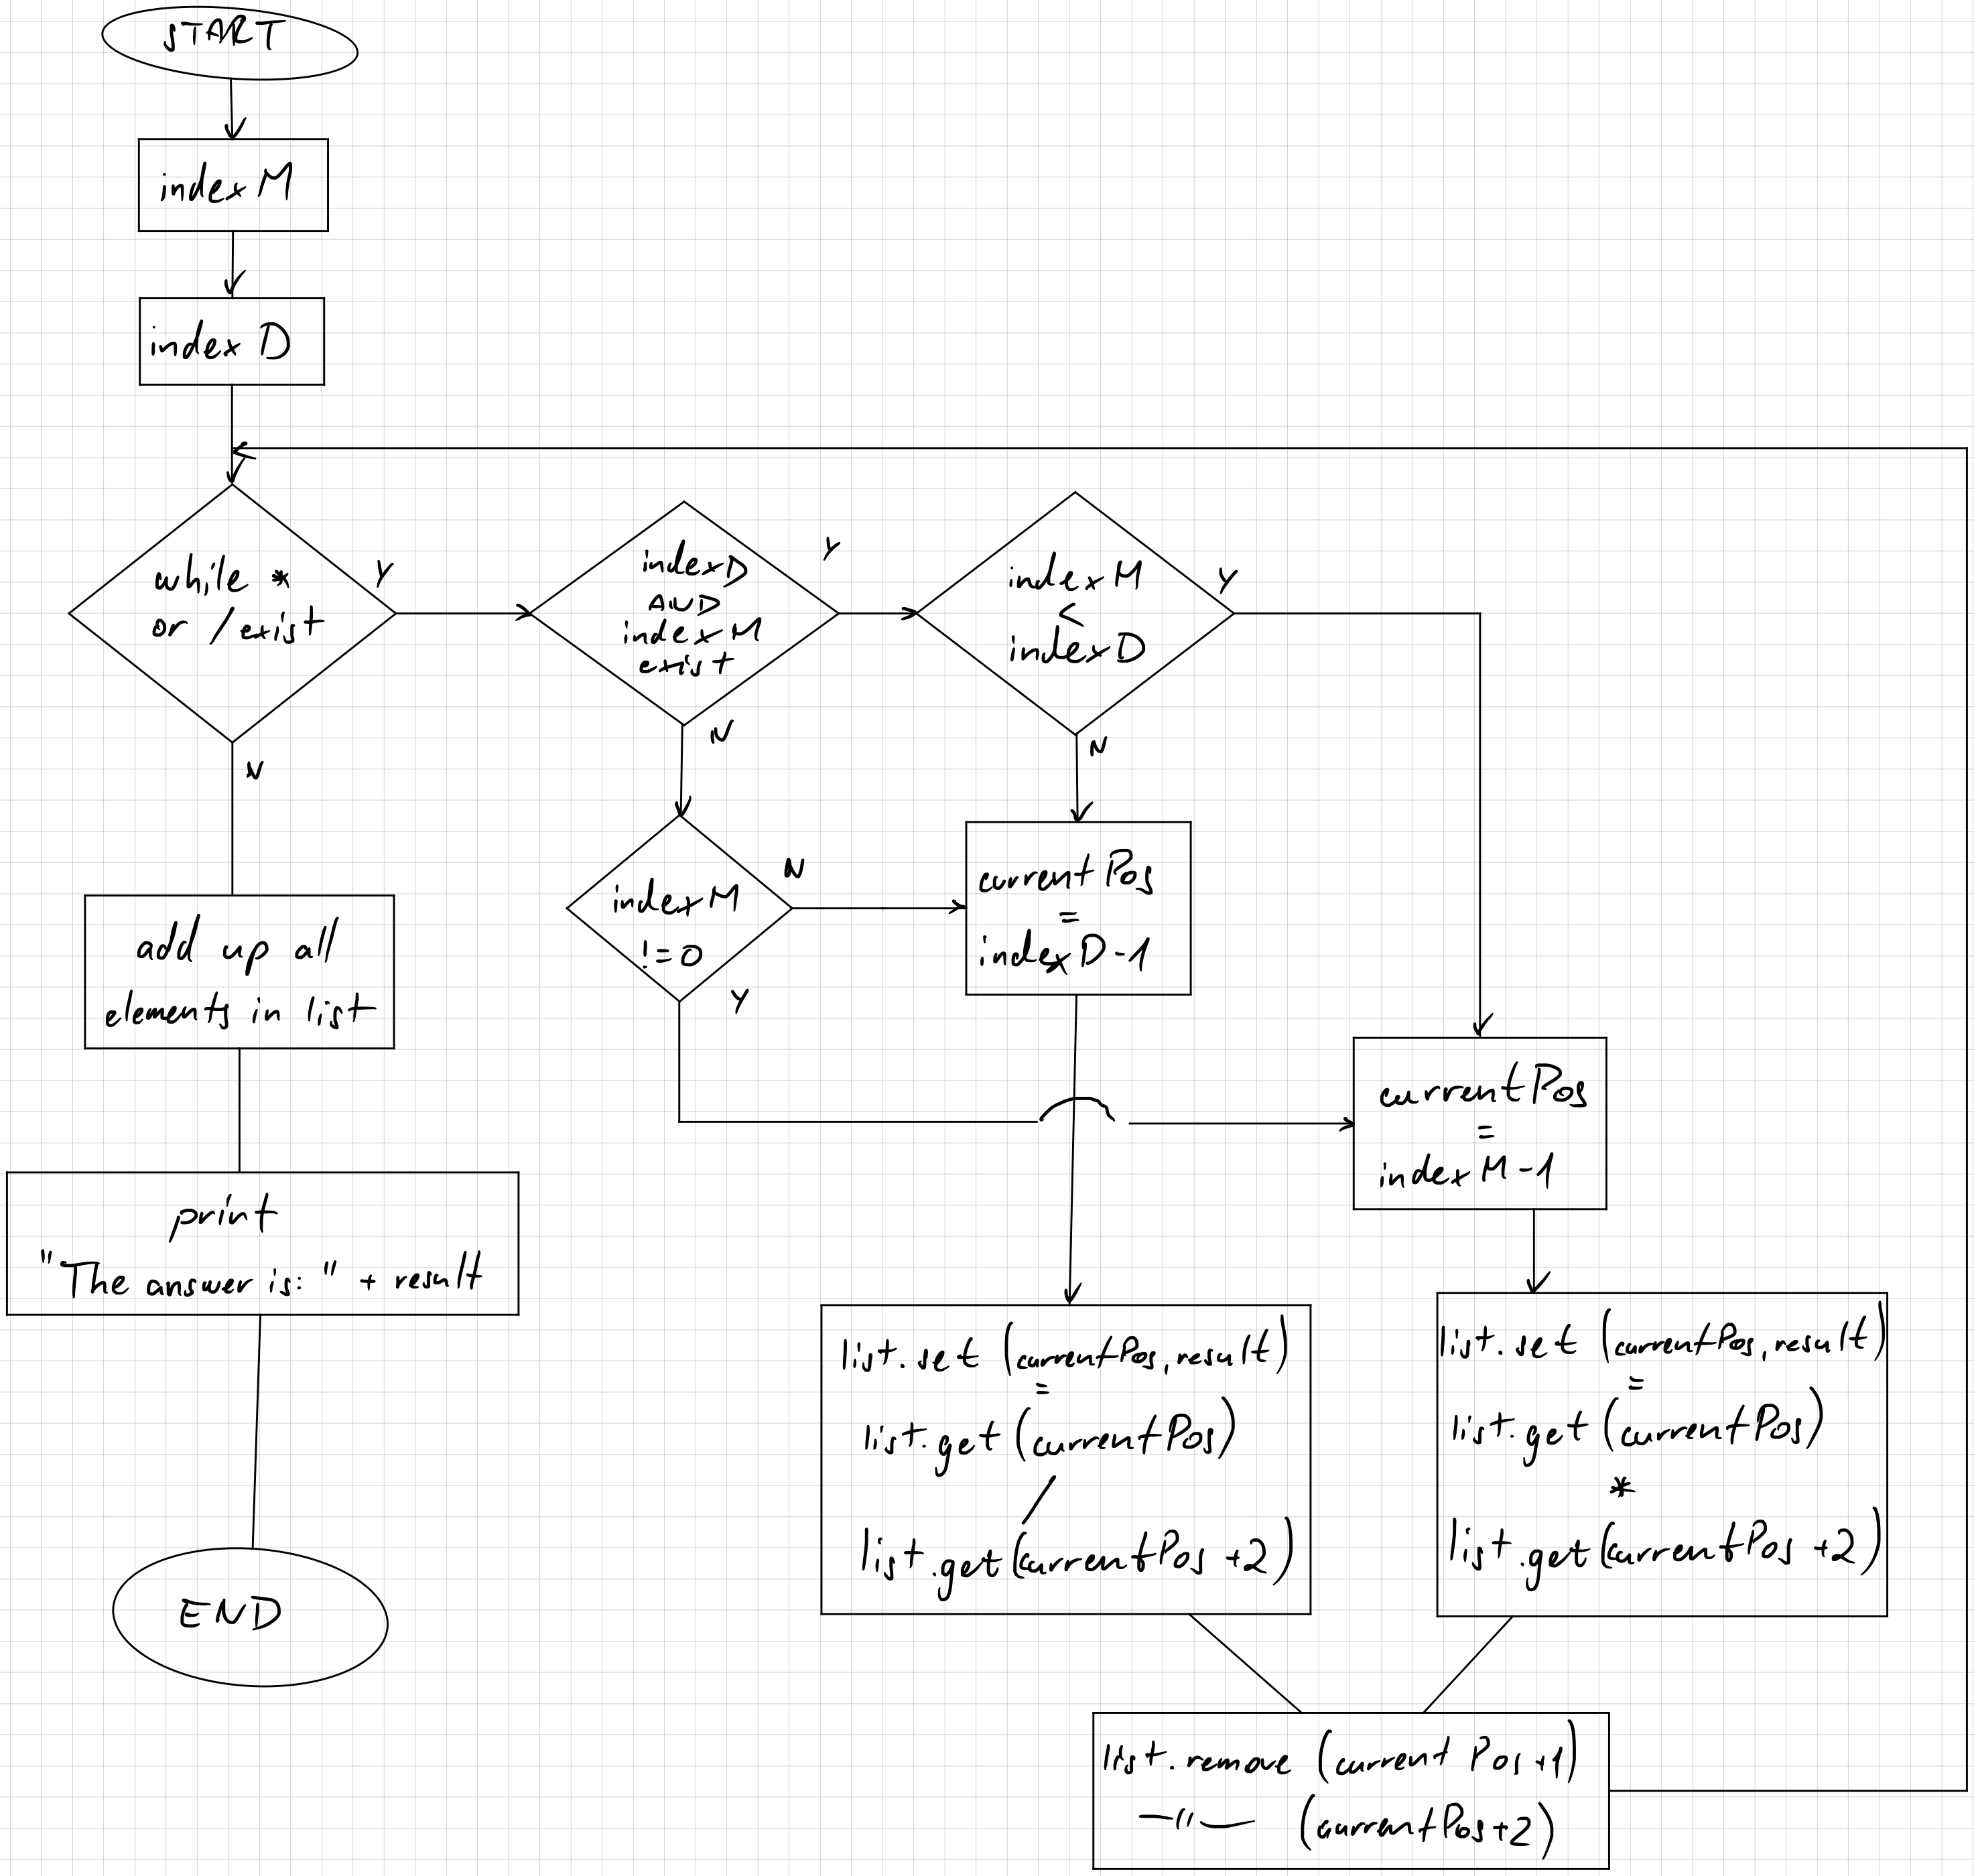 START
index M
index D
while *
or / exist
Y
N
indexD
AND
indexM
exist
Y
N
indexM
<
indexD
Y
N
indexM
!=0
N
Y
currentPos
=
indexD-1
currentPos
=
indexM-1
add up all
elements in list
print
"The answer is: " + result
END
list.set (currentPos, result)
=
list.get (currentPos)
/
list.get (currentPos +2)
list.set (currentPos, result)
=
list.get (currentPos)
*
list.get (currentPos +2)
list.remove (current Pos+1)
—"— (currentPos+2)